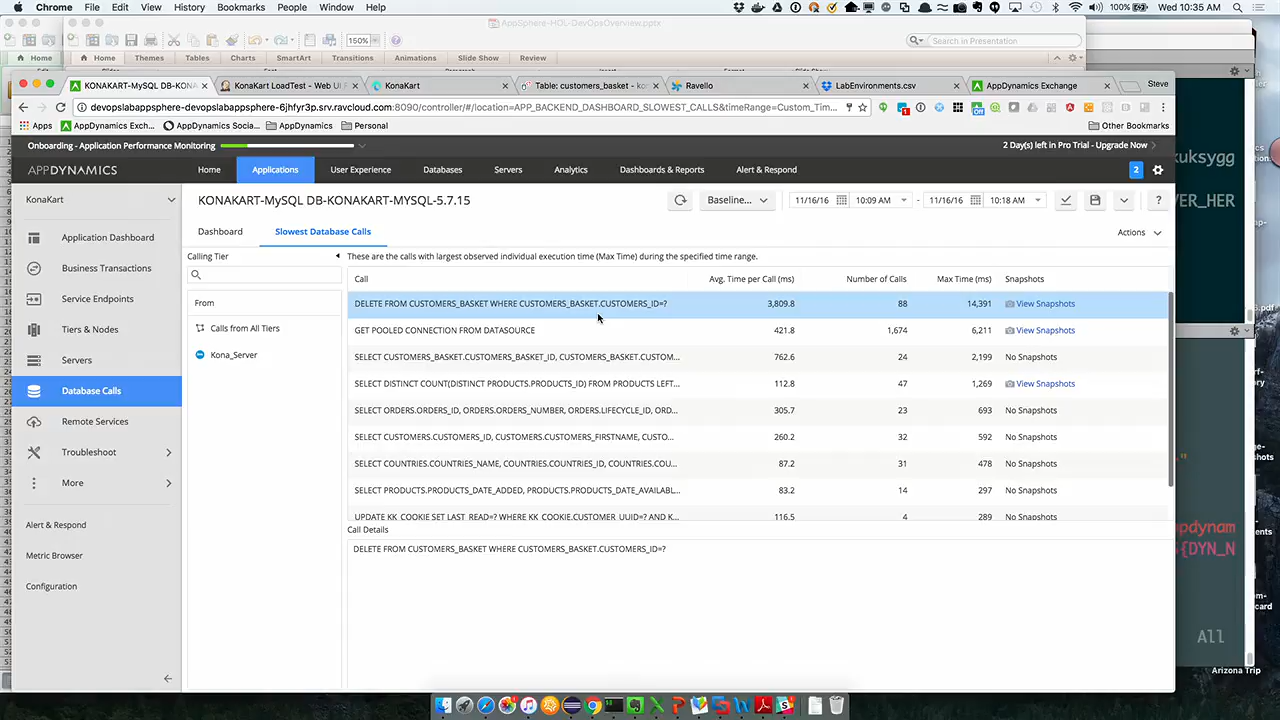 Chrome File Edit View History Bookmarks People Window Help 100% Wed 10:35 AM
AppSphere-HOL-DevOpsOverview.pptx
150% Search in Presentation
Home Home Themes Tables Charts SmartArt Transitions Animations Slide Show Review
KONAKART-MySQL DB-KONAKART KonaKart LoadTest - Web UI F KonaKart Table: customers_basket - kon Ravello LabEnvironments.csv AppDynamics Exchange Steve
devopslabappsphere-devopslabappsphere-6jhfyr3p.srv.ravcloud.com:8090/controller/#/location=APP_BACKEND_DASHBOARD_SLOWEST_CALLS&timeRange=Custom_Tim...
Apps AppDynamics Exch... AppDynamics Socia... AppDynamics Personal Other Bookmarks
Onboarding - Application Performance Monitoring 2 Day(s) left in Pro Trial - Upgrade Now
APPDYNAMICS Home Applications User Experience Databases Servers Analytics Dashboards & Reports Alert & Respond 2
KonaKart
KONAKART-MySQL DB-KONAKART-MYSQL-5.7.15 Baseline... 11/16/16 10:09 AM - 11/16/16 10:18 AM ?
Dashboard Slowest Database Calls Actions
Application Dashboard
Business Transactions
Service Endpoints
Tiers & Nodes
Servers
Database Calls
Remote Services
Troubleshoot
More
Alert & Respond
Metric Browser
Configuration
Calling Tier
From
Calls from All Tiers
Kona_Server
These are the calls with largest observed individual execution time (Max Time) during the specified time range.
Call Avg. Time per Call (ms) Number of Calls Max Time (ms) Snapshots
DELETE FROM CUSTOMERS_BASKET WHERE CUSTOMERS_BASKET.CUSTOMERS_ID=? 3,809.8 88 14,391 View Snapshots
GET POOLED CONNECTION FROM DATASOURCE 421.8 1,674 6,211 View Snapshots
SELECT CUSTOMERS_BASKET.CUSTOMERS_BASKET_ID, CUSTOMERS_BASKET.CUSTOM... 762.6 24 2,199 No Snapshots
SELECT DISTINCT COUNT(DISTINCT PRODUCTS.PRODUCTS_ID) FROM PRODUCTS LEFT... 112.8 47 1,269 View Snapshots
SELECT ORDERS.ORDERS_ID, ORDERS.ORDERS_NUMBER, ORDERS.LIFECYCLE_ID, ORD... 305.7 23 693 No Snapshots
SELECT CUSTOMERS.CUSTOMERS_ID, CUSTOMERS.CUSTOMERS_FIRSTNAME, CUSTO... 260.2 32 592 No Snapshots
SELECT COUNTRIES.COUNTRIES_NAME, COUNTRIES.COUNTRIES_ID, COUNTRIES.COU... 87.2 31 478 No Snapshots
SELECT PRODUCTS.PRODUCTS_DATE_ADDED, PRODUCTS.PRODUCTS_DATE_AVAILABL... 83.2 14 297 No Snapshots
UPDATE KK_COOKIE SET LAST_READ=? WHERE KK_COOKIE.CUSTOMER_UUID=? AND K... 116.5 4 289 No Snapshots
Call Details
DELETE FROM CUSTOMERS_BASKET WHERE CUSTOMERS_BASKET.CUSTOMERS_ID=?
kuksygg
VER_HER
pdynam
${DYN_N
All
Arizona Trip